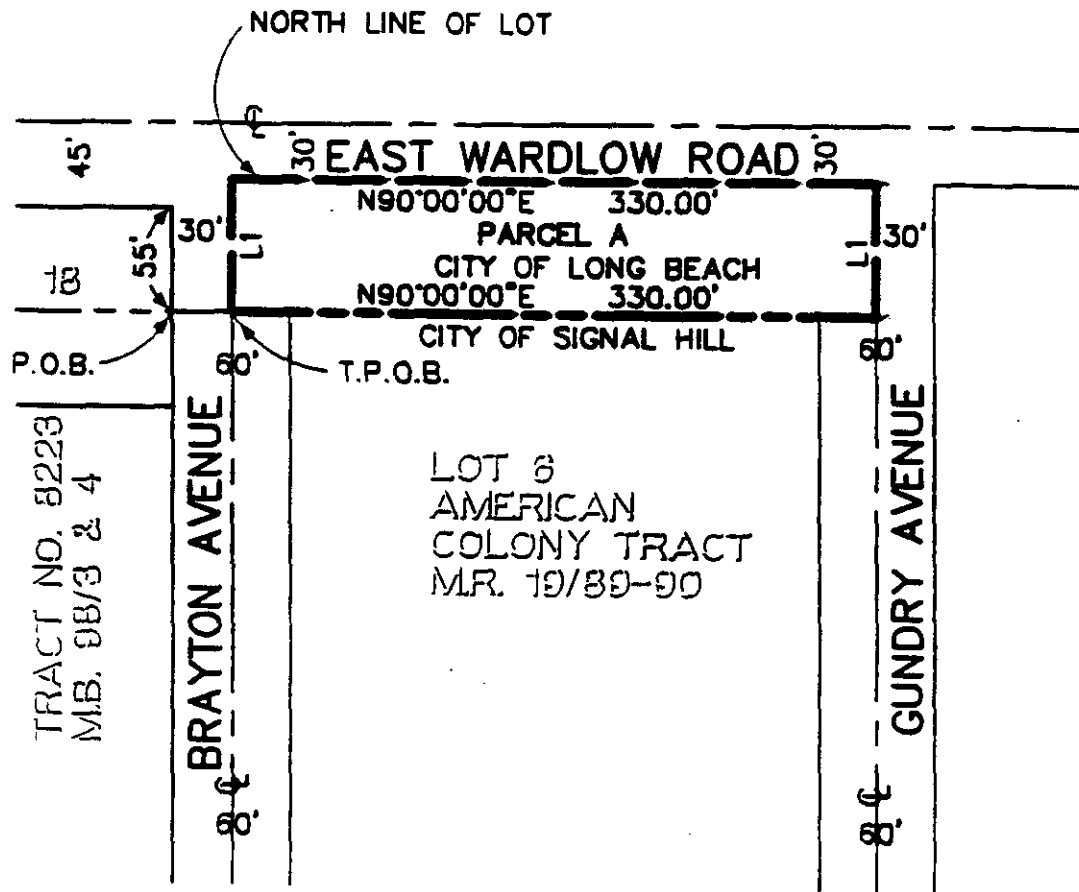 NORTH LINE OF LOT
℄
45'
30'
EAST WARDLOW ROAD
30'
N90°00'00"E 330.00'
30'
L1
PARCEL A
L1
30'
55'
18
CITY OF LONG BEACH
N90°00'00"E 330.00'
CITY OF SIGNAL HILL
P.O.B.
60'
T.P.O.B.
60'
TRACT NO. 8223
M.B. 98/3 & 4
BRAYTON AVENUE
LOT 6
AMERICAN
COLONY TRACT
M.R. 19/89-90
GUNDRY AVENUE
℄
60'
℄
60'